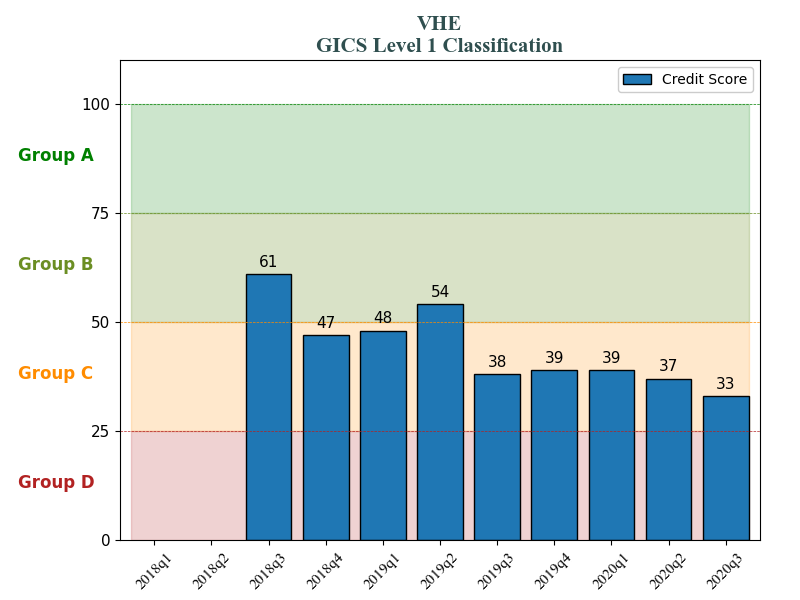 VHE
GICS Level 1 Classification
Credit Score
100
Group A
75
Group B
61
54
50
47
48
Group C
38
39
39
37
33
25
Group D
0
2018q1
2018q2
2018q3
2018q4
2019q1
2019q2
2019q3
2019q4
2020q1
2020q2
2020q3